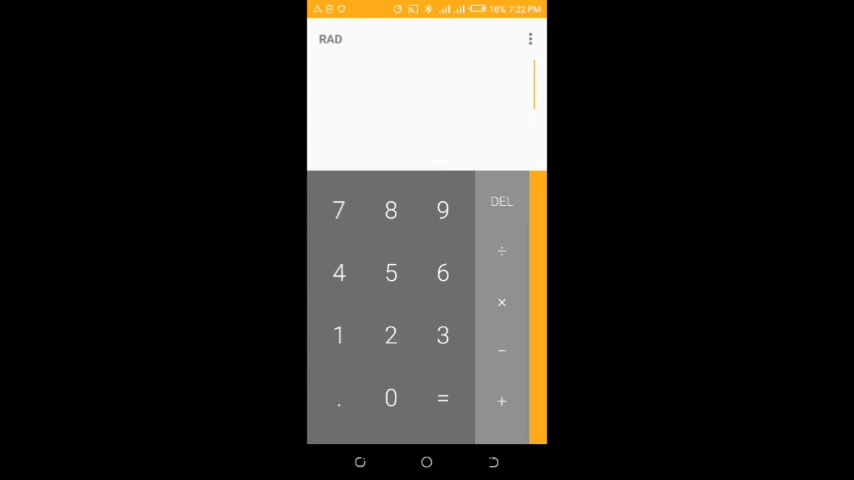 18% 7:22 PM
RAD
7 8 9 DEL
÷
4 5 6
×
1 2 3
−
. 0 = +